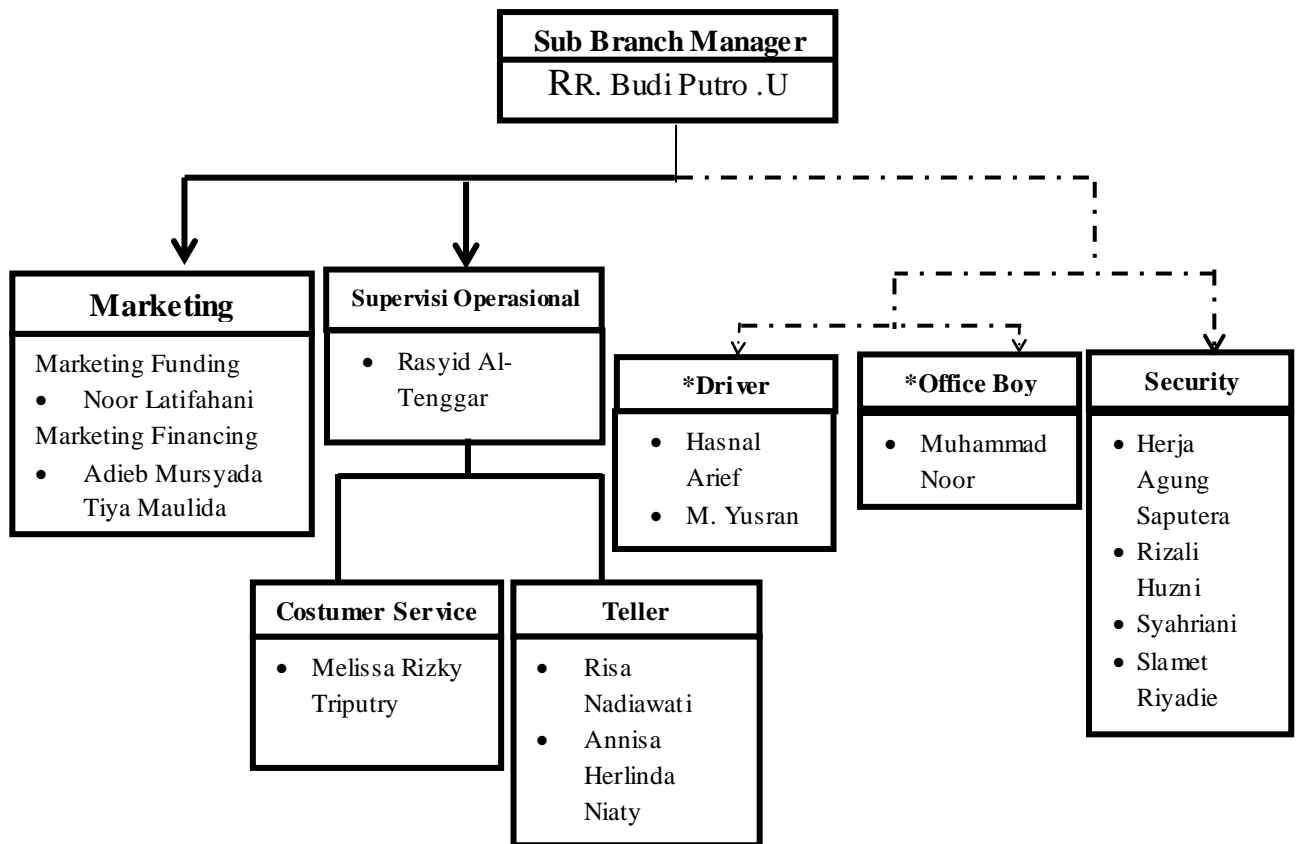 Sub Branch Manager
RR. Budi Putro .U
Marketing
Marketing Funding
• Noor Latifahani
Marketing Financing
• Adieb Mursyada
Tiya Maulida
Supervisi Operasional
• Rasyid Al-
Tenggar
*Driver
• Hasnal
Arief
• M. Yusran
*Office Boy
• Muhammad
Noor
Security
• Herja
Agung
Saputera
• Rizali
Huzni
• Syahriani
• Slamet
Riyadie
Costumer Service
• Melissa Rizky
Triputry
Teller
• Risa
Nadiawati
• Annisa
Herlinda
Niaty